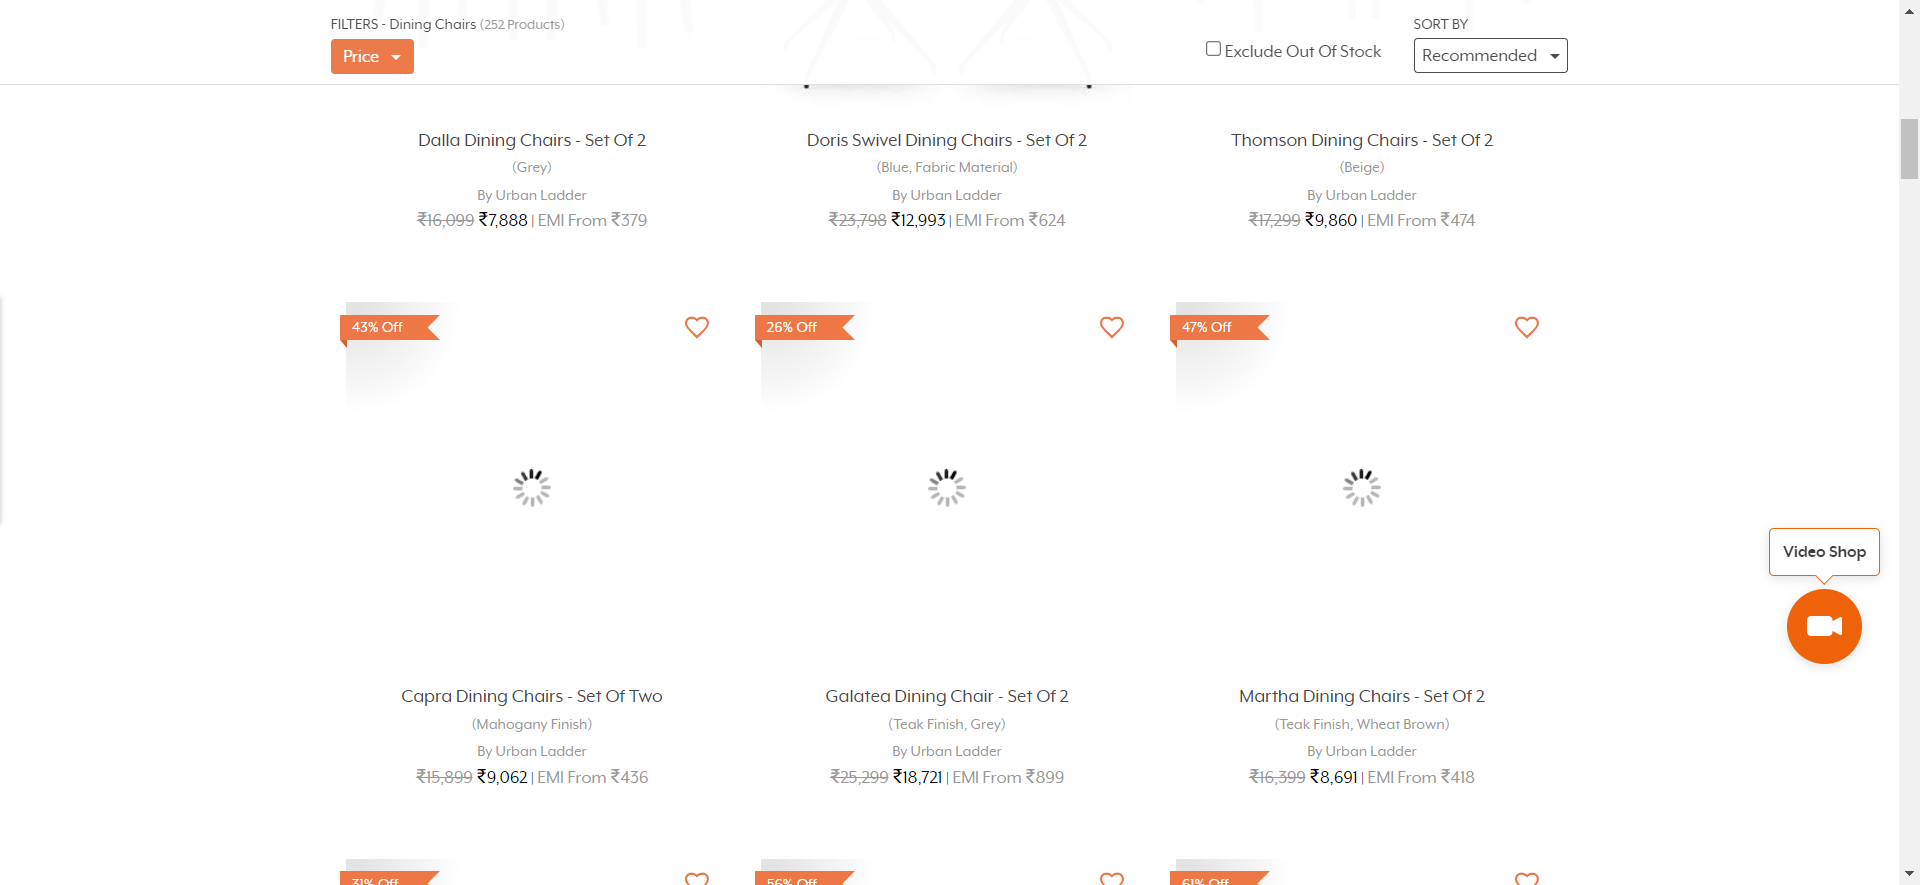 FILTERS - Dining Chairs (252 Products)
Price
Exclude Out Of Stock
SORT BY
Recommended
Dalla Dining Chairs - Set Of 2
(Grey)
By Urban Ladder
₹16,099 ₹7,888 | EMI From ₹379
Doris Swivel Dining Chairs - Set Of 2
(Blue, Fabric Material)
By Urban Ladder
₹23,798 ₹12,993 | EMI From ₹624
Thomson Dining Chairs - Set Of 2
(Beige)
By Urban Ladder
₹17,299 ₹9,860 | EMI From ₹474
43% Off
26% Off
47% Off
Video Shop
Capra Dining Chairs - Set Of Two
(Mahogany Finish)
By Urban Ladder
₹15,899 ₹9,062 | EMI From ₹436
Galatea Dining Chair - Set Of 2
(Teak Finish, Grey)
By Urban Ladder
₹25,299 ₹18,721 | EMI From ₹899
Martha Dining Chairs - Set Of 2
(Teak Finish, Wheat Brown)
By Urban Ladder
₹16,399 ₹8,691 | EMI From ₹418
31% Off
56% Off
61% Off